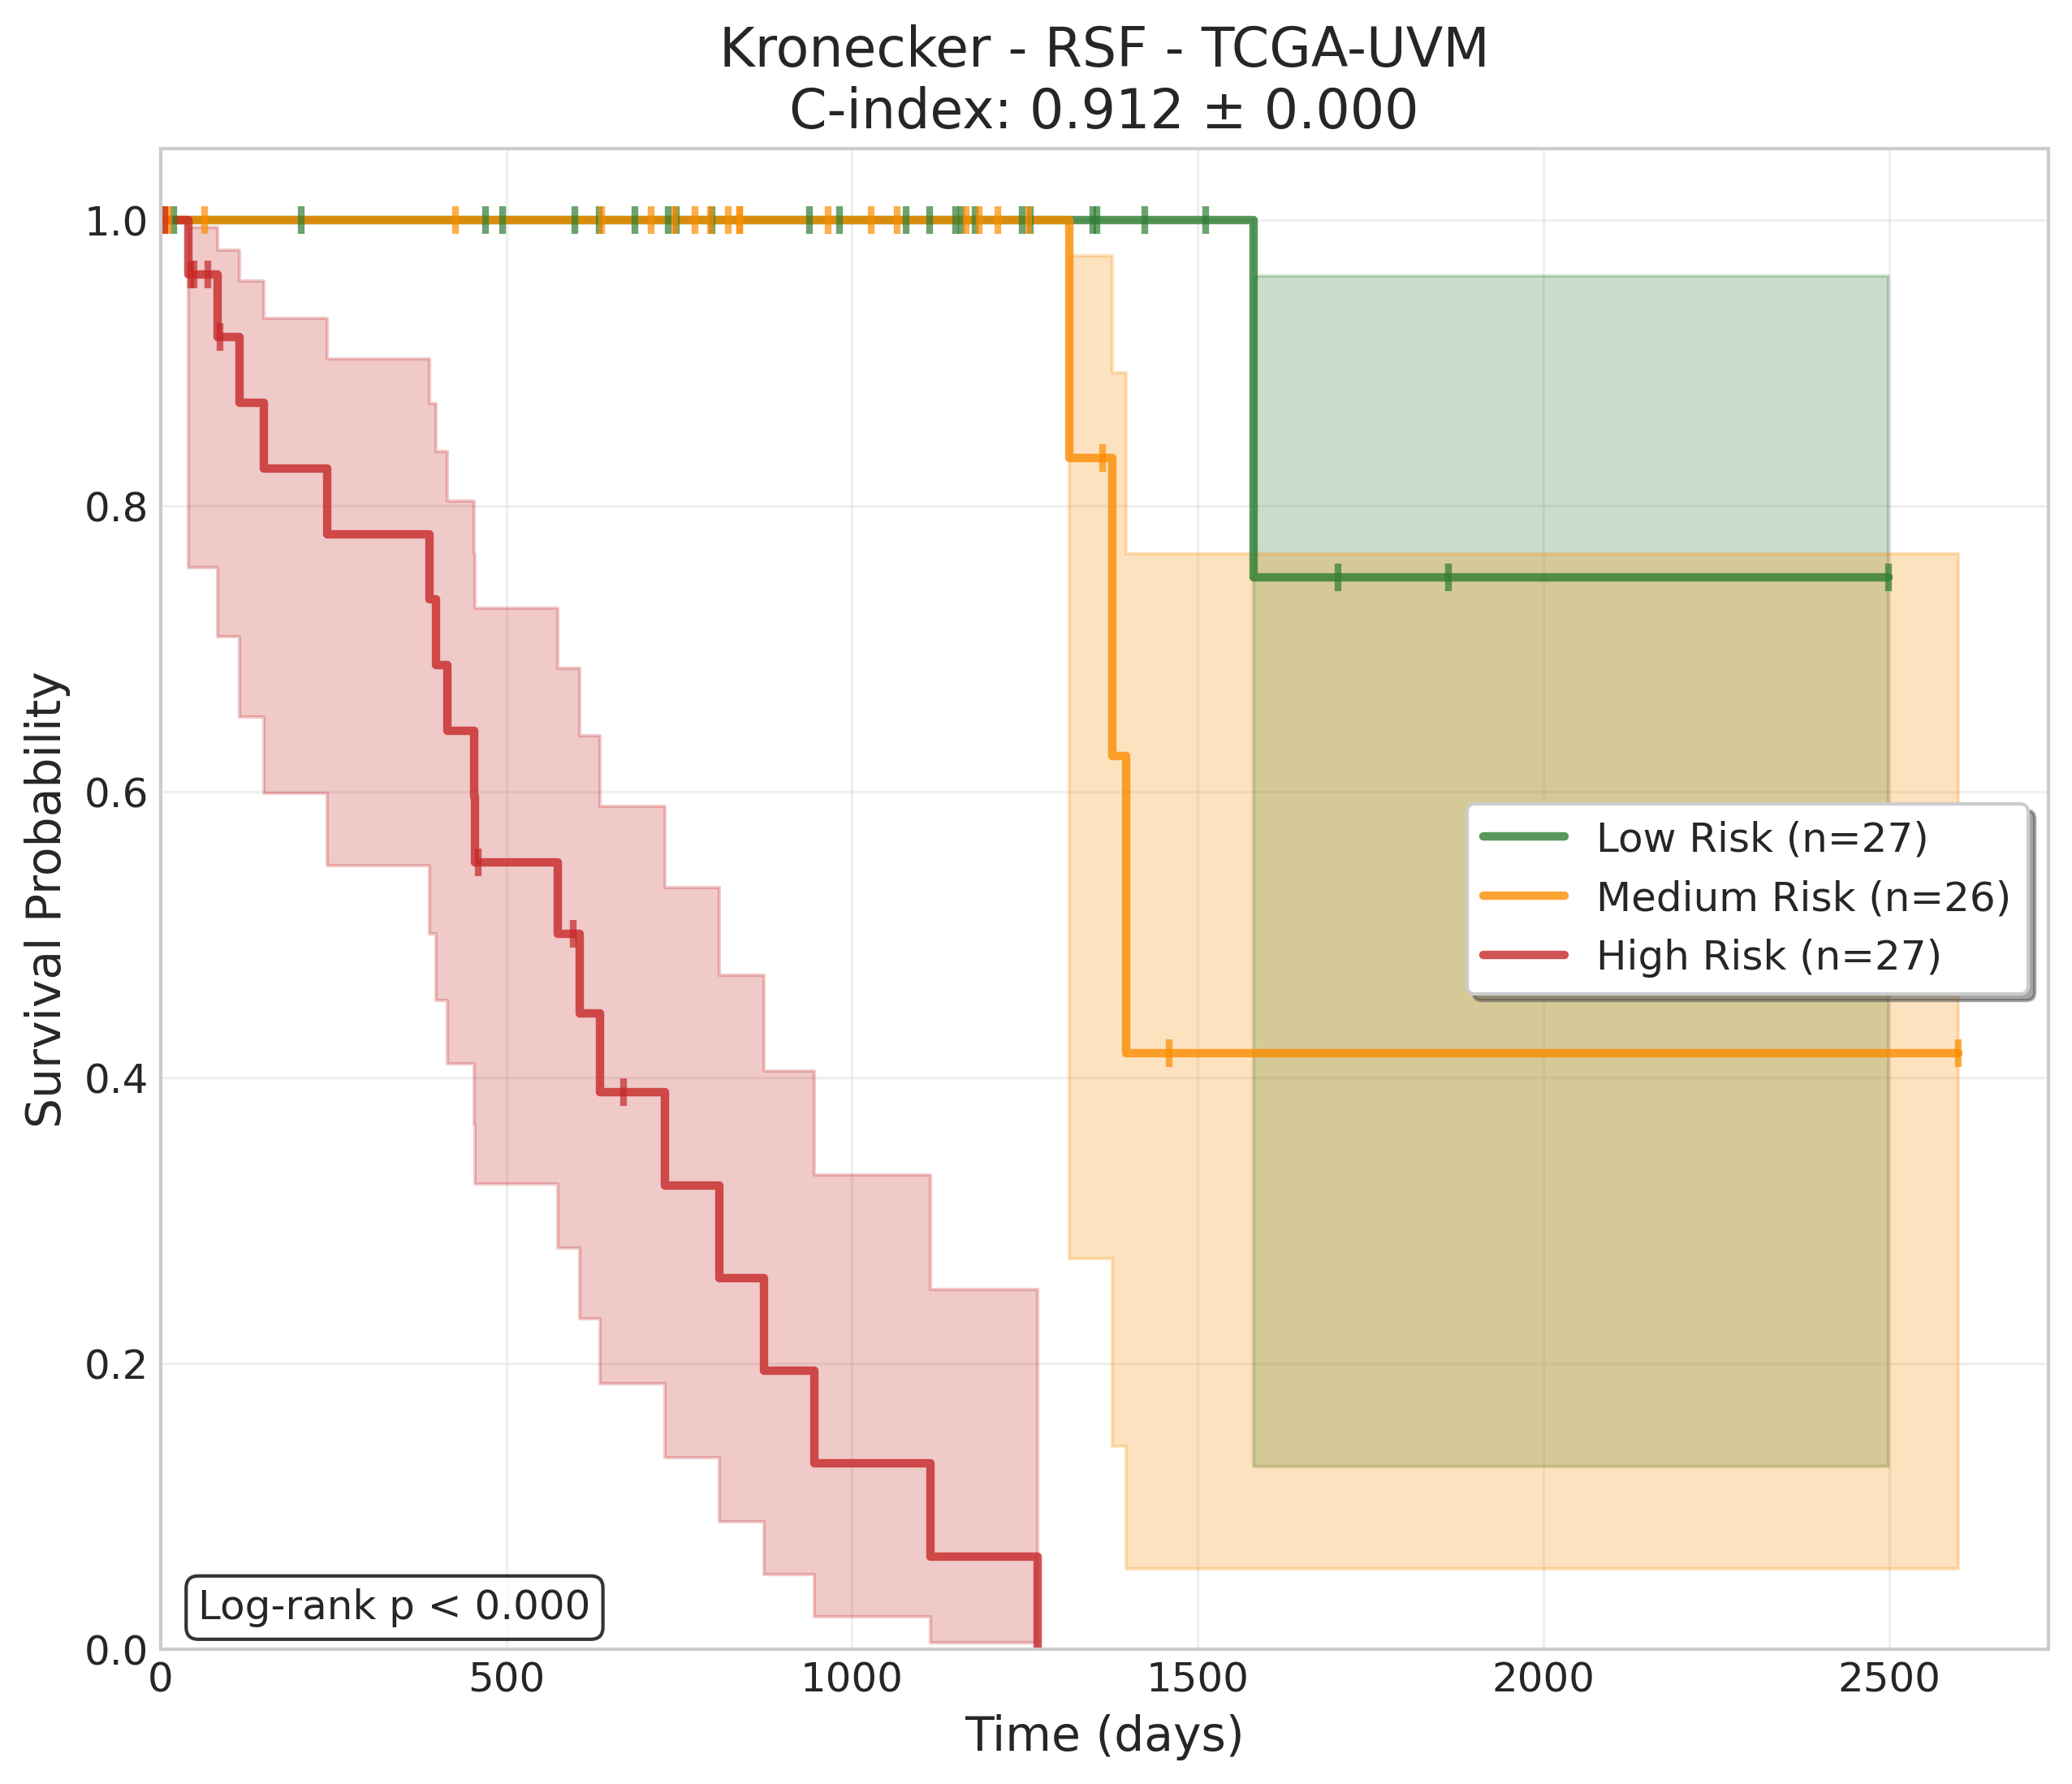 Kronecker - RSF - TCGA-UVM
C-index: 0.912 ± 0.000
Survival Probability
1.0
0.8
0.6
0.4
0.2
0.0
Low Risk (n=27)
Medium Risk (n=26)
High Risk (n=27)
Log-rank p < 0.000
0 500 1000 1500 2000 2500
Time (days)